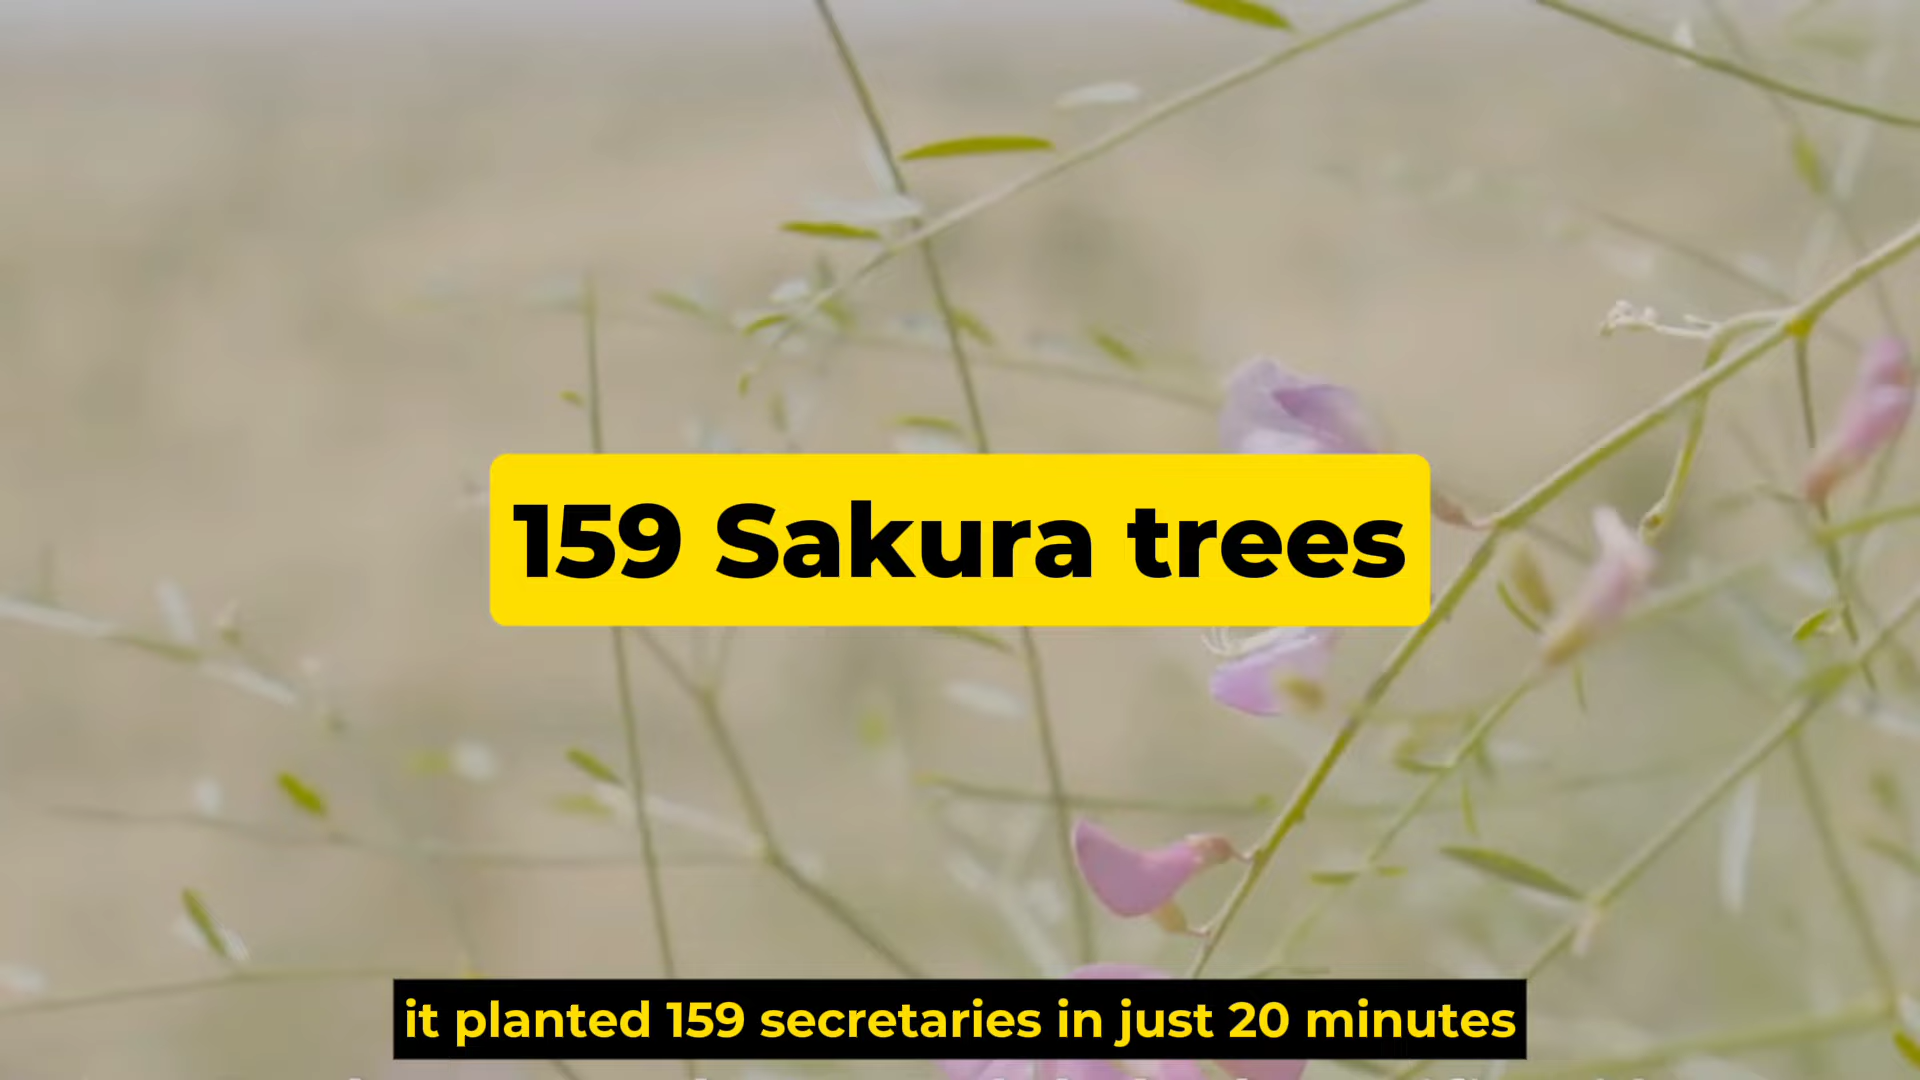 159 Sakura trees
it planted 159 secretaries in just 20 minutes